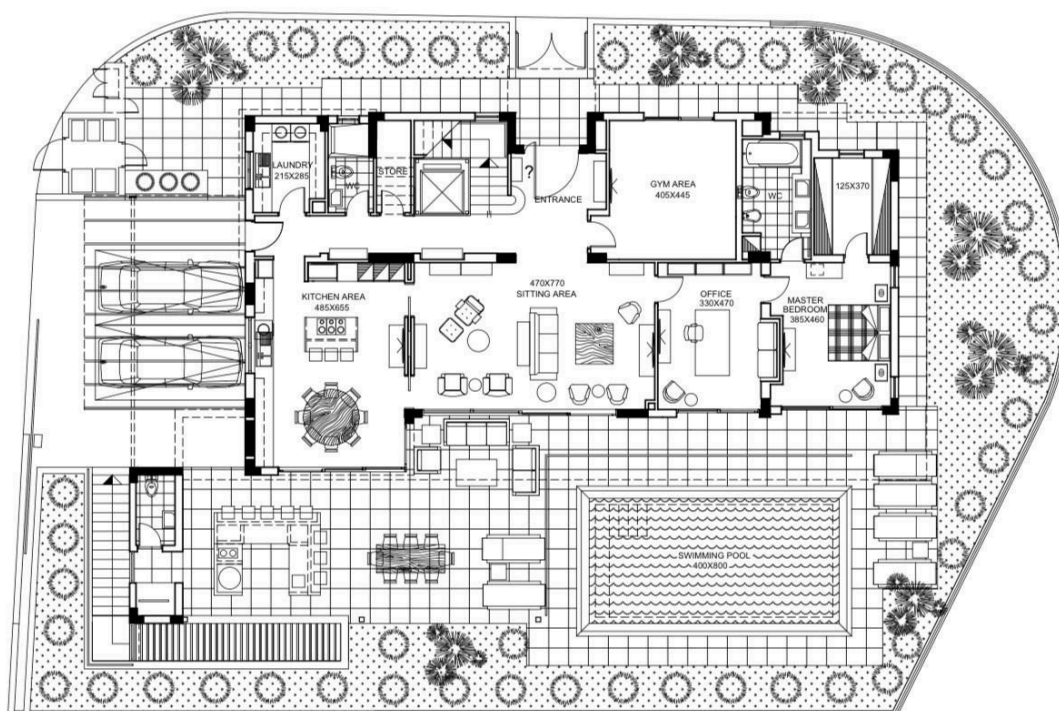 LAUNDRY
215X285
WC
STORE
?
ENTRANCE
GYM AREA
405X445
WC
125X370
KITCHEN AREA
485X655
470X770
SITTING AREA
OFFICE
330X470
MASTER
BEDROOM
385X460
SWIMMING POOL
400X800